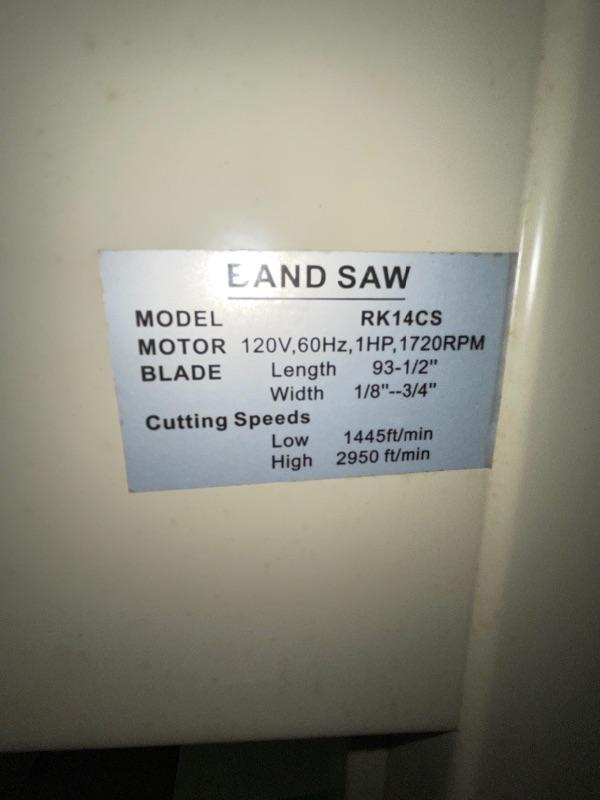 BAND SAW
MODEL RK14CS
MOTOR 120V,60Hz,1HP,1720RPM
BLADE Length 93-1/2"
Width 1/8"--3/4"
Cutting Speeds
Low 1445ft/min
High 2950 ft/min